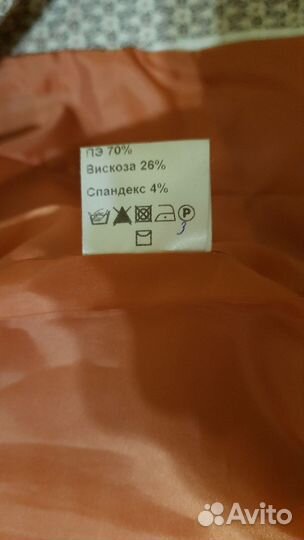 ПЭ 70%
Вискоза 26%
Спандекс 4%
P
3
Avito